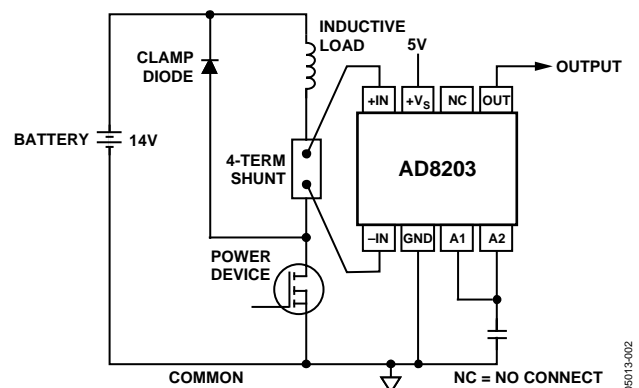 INDUCTIVE
LOAD
5V
CLAMP
DIODE
OUTPUT
+IN +VS NC OUT
BATTERY 14V
4-TERM
SHUNT
AD8203
–IN GND A1 A2
POWER
DEVICE
COMMON
NC = NO CONNECT
05013-002